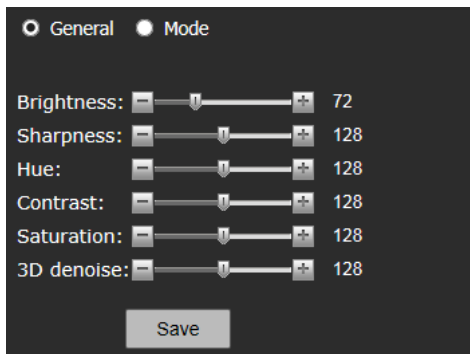 General Mode
Brightness: 72
Sharpness: 128
Hue: 128
Contrast: 128
Saturation: 128
3D denoise: 128
Save